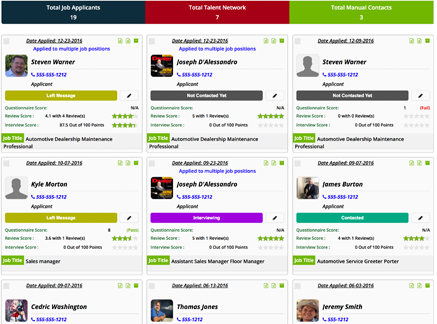 Total Job Applicants
19
Total Talent Network
7
Total Manual Contacts
3
Date Applied: 12-23-2016
Applied to multiple job positions
Steven Warner
555-555-1212
Applicant
Left Message
Questionnaire Score: N/A
Review Score : 4.1 with 4 Review(s)
Interview Score : 87.5 Out of 100 Points
Job Title Automotive Dealership Maintenance
Professional
Date Applied: 12-23-2016
Applied to multiple job positions
Joseph D'Alessandro
555-555-1212
Applicant
Not Contacted Yet
Questionnaire Score: N/A
Review Score : 5 with 1 Review(s)
Interview Score : 0 Out of 100 Points
Job Title Automotive Dealership Maintenance
Professional
Date Applied: 12-09-2016
Steven Warner
555-555-1212
Applicant
Not Contacted Yet
Questionnaire Score: 1 (Fail)
Review Score : 0 with 0 Review(s)
Interview Score : 0 Out of 100 Points
Job Title Automotive Dealership Maintenance
Professional
Date Applied: 10-07-2016
Kyle Morton
555-555-1212
Applicant
Left Message
Questionnaire Score: 8 (Pass)
Review Score : 3.6 with 1 Review(s)
Interview Score : 0 Out of 100 Points
Job Title Sales manager
Date Applied: 09-23-2016
Applied to multiple job positions
Joseph D'Alessandro
555-555-1212
Applicant
Interviewing
Questionnaire Score: N/A
Review Score : 5 with 1 Review(s)
Interview Score : 0 Out of 100 Points
Job Title Assistant Sales Manager Floor Manager
Date Applied: 09-07-2016
James Burton
555-555-1212
Applicant
Contacted
Questionnaire Score: N/A
Review Score : 4 with 1 Review(s)
Interview Score : 0 Out of 100 Points
Job Title Automotive Service Greeter Porter
Date Applied: 09-07-2016
Cedric Washington
555-555-1212
Date Applied: 06-13-2016
Thomas Jones
555-555-1212
Date Applied: 06-03-2016
Jeremy Smith
555-555-1212